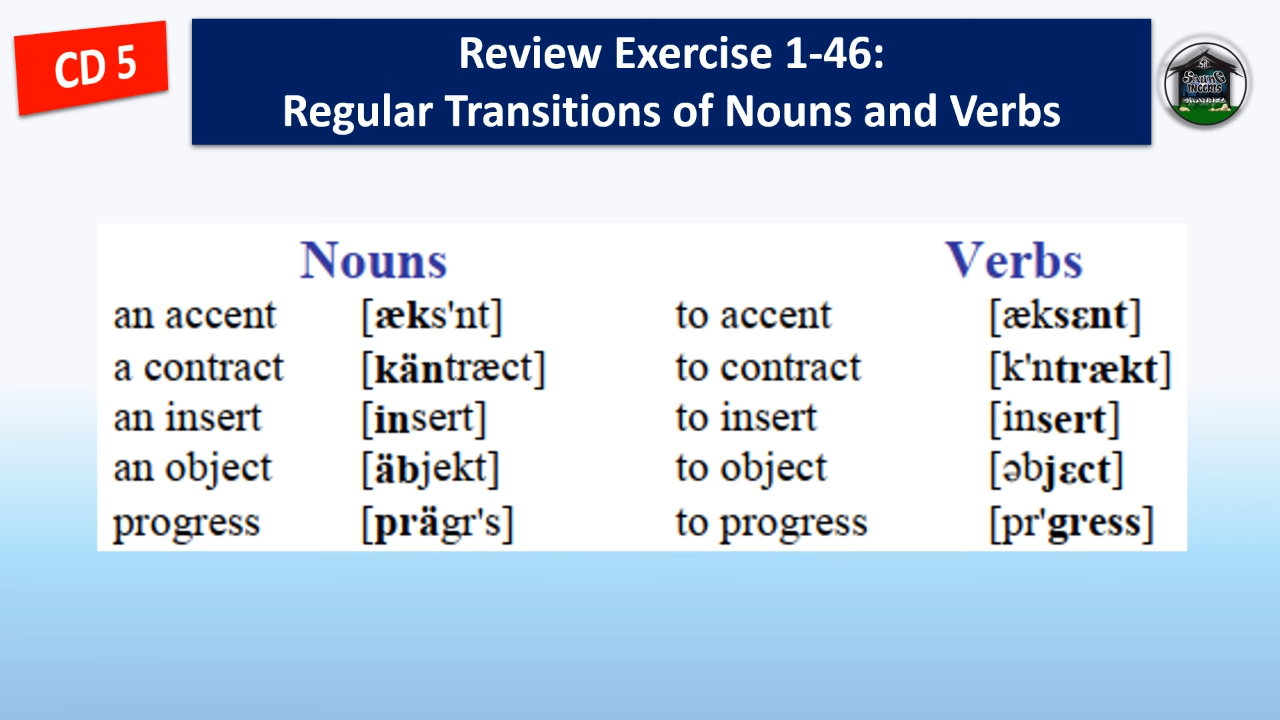 CD 5
Review Exercise 1-46:
Regular Transitions of Nouns and Verbs
Nouns Verbs
an accent [æks'nt] to accent [æksɛnt]
a contract [käntræct] to contract [k'ntrækt]
an insert [insert] to insert [insert]
an object [äbjekt] to object [əbjɛct]
progress [prägr's] to progress [pr'gress]